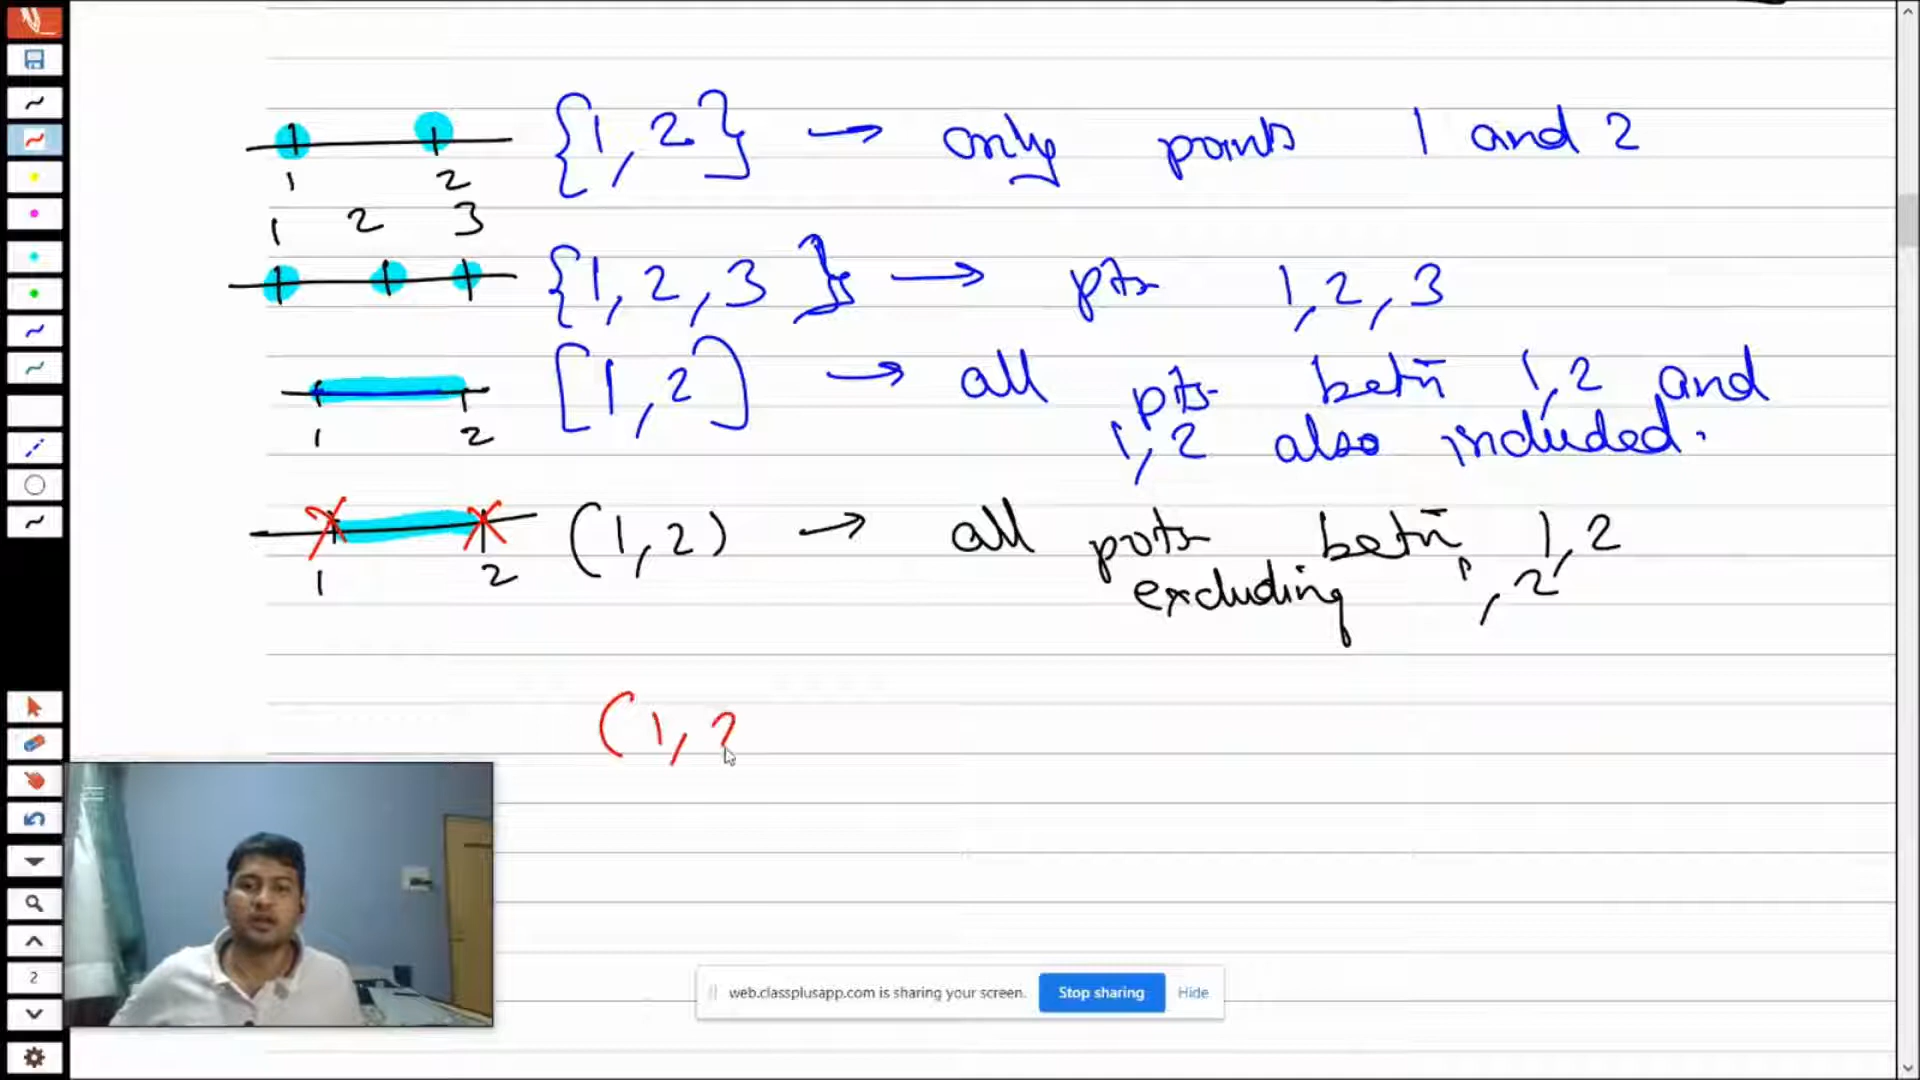 {1,2} → only points 1 and 2
1 2
1 2 3
{1,2,3} → pts 1,2,3
[1,2] → all pts betn 1,2 and
1 2
1,2 also included.
(1,2) → all pots betn 1,2
1 2
excluding 1,2
(1,2
2
web.classplusapp.com is sharing your screen. Stop sharing Hide